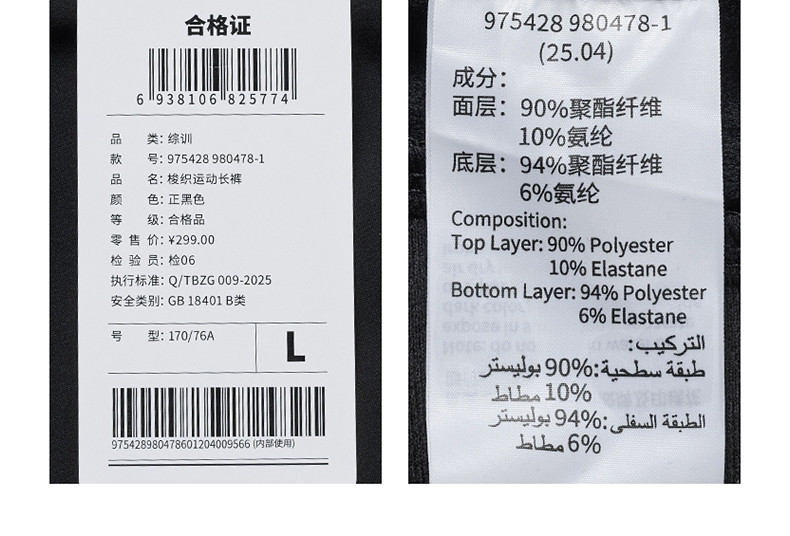 合格证
6 938106 825774
品 类: 综训
款 号: 975428 980478-1
品 名: 梭织运动长裤
颜 色: 正黑色
等 级: 合格品
零 售 价: ¥299.00
检 验 员: 检06
执行标准: Q/TBZG 009-2025
安全类别: GB 18401 B类
号 型: 170/76A
L
975428980478601204009566 (内部使用)
975428 980478-1
(25.04)
成分:
面层: 90%聚酯纤维
10%氨纶
底层: 94%聚酯纤维
6%氨纶
Composition:
Top Layer: 90% Polyester
10% Elastane
Bottom Layer: 94% Polyester
6% Elastane
التركيب:
طبقة سطحية: 90% بوليستر
10% مطاط
الطبقة السفلى: 94% بوليستر
6% مطاط